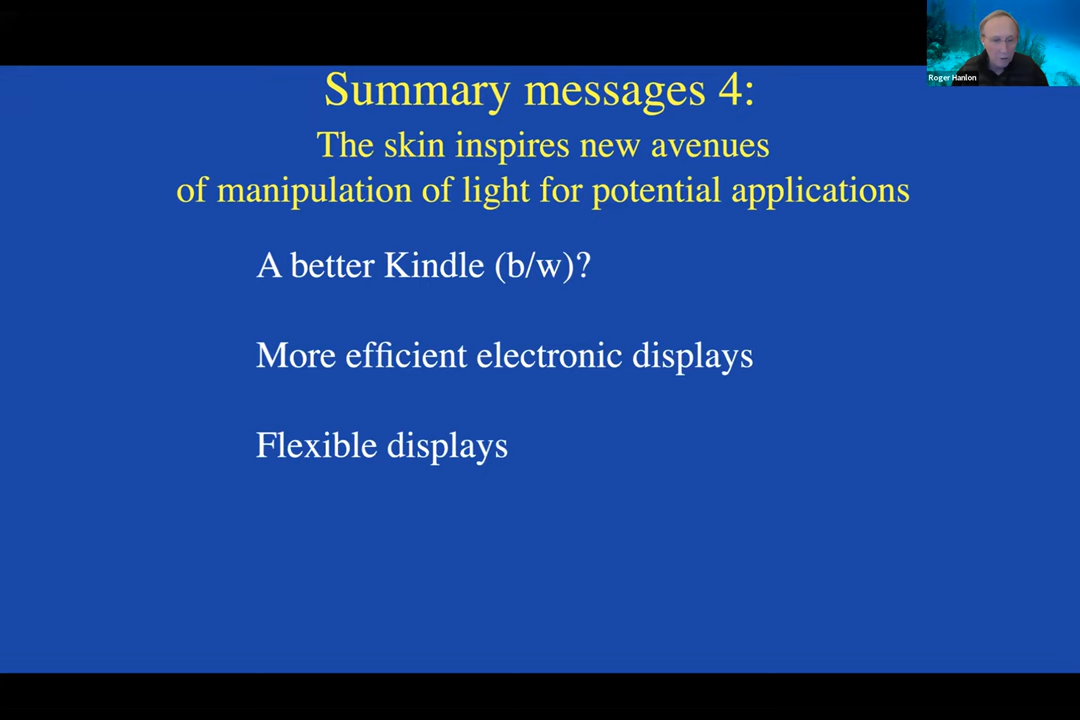 Roger Hanlon
Summary messages 4:
The skin inspires new avenues
of manipulation of light for potential applications
A better Kindle (b/w)?
More efficient electronic displays
Flexible displays